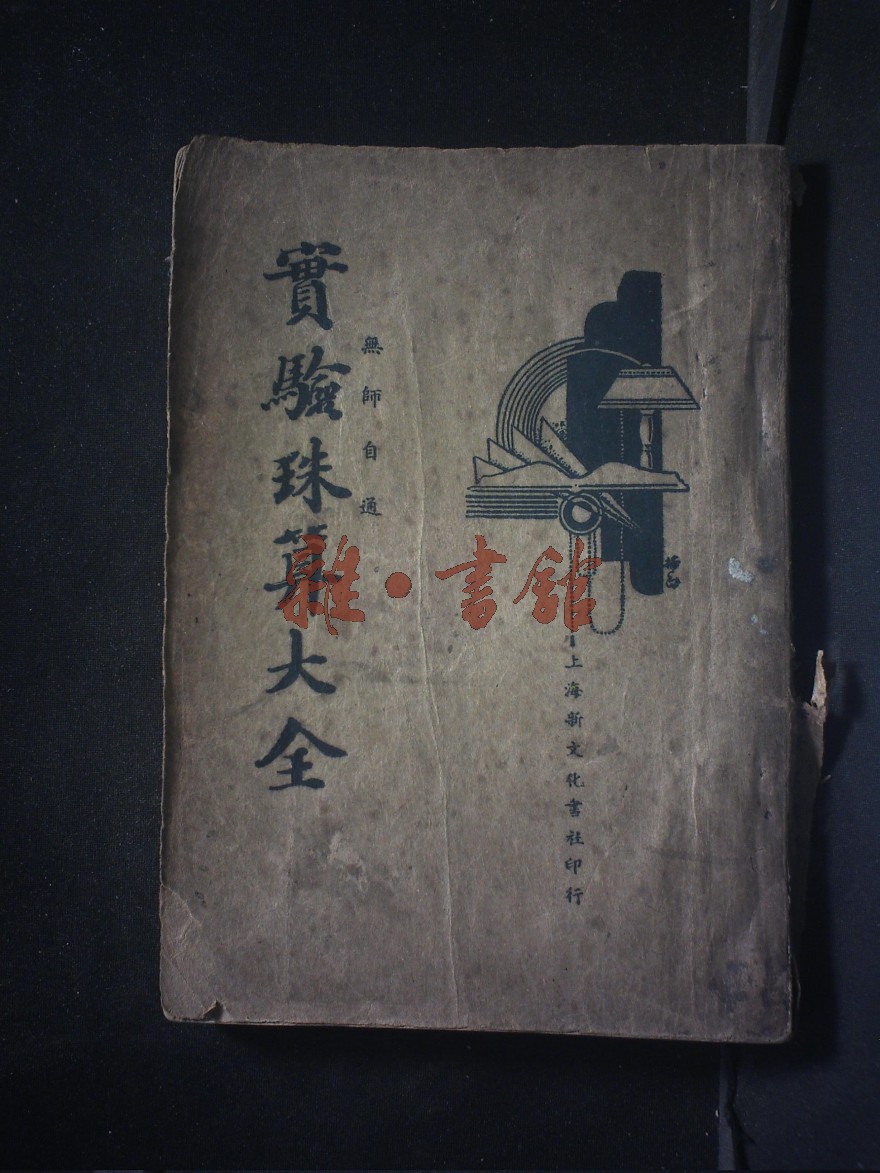 無師自通
實驗珠算大全
上海新文化書社印行
雜·書館